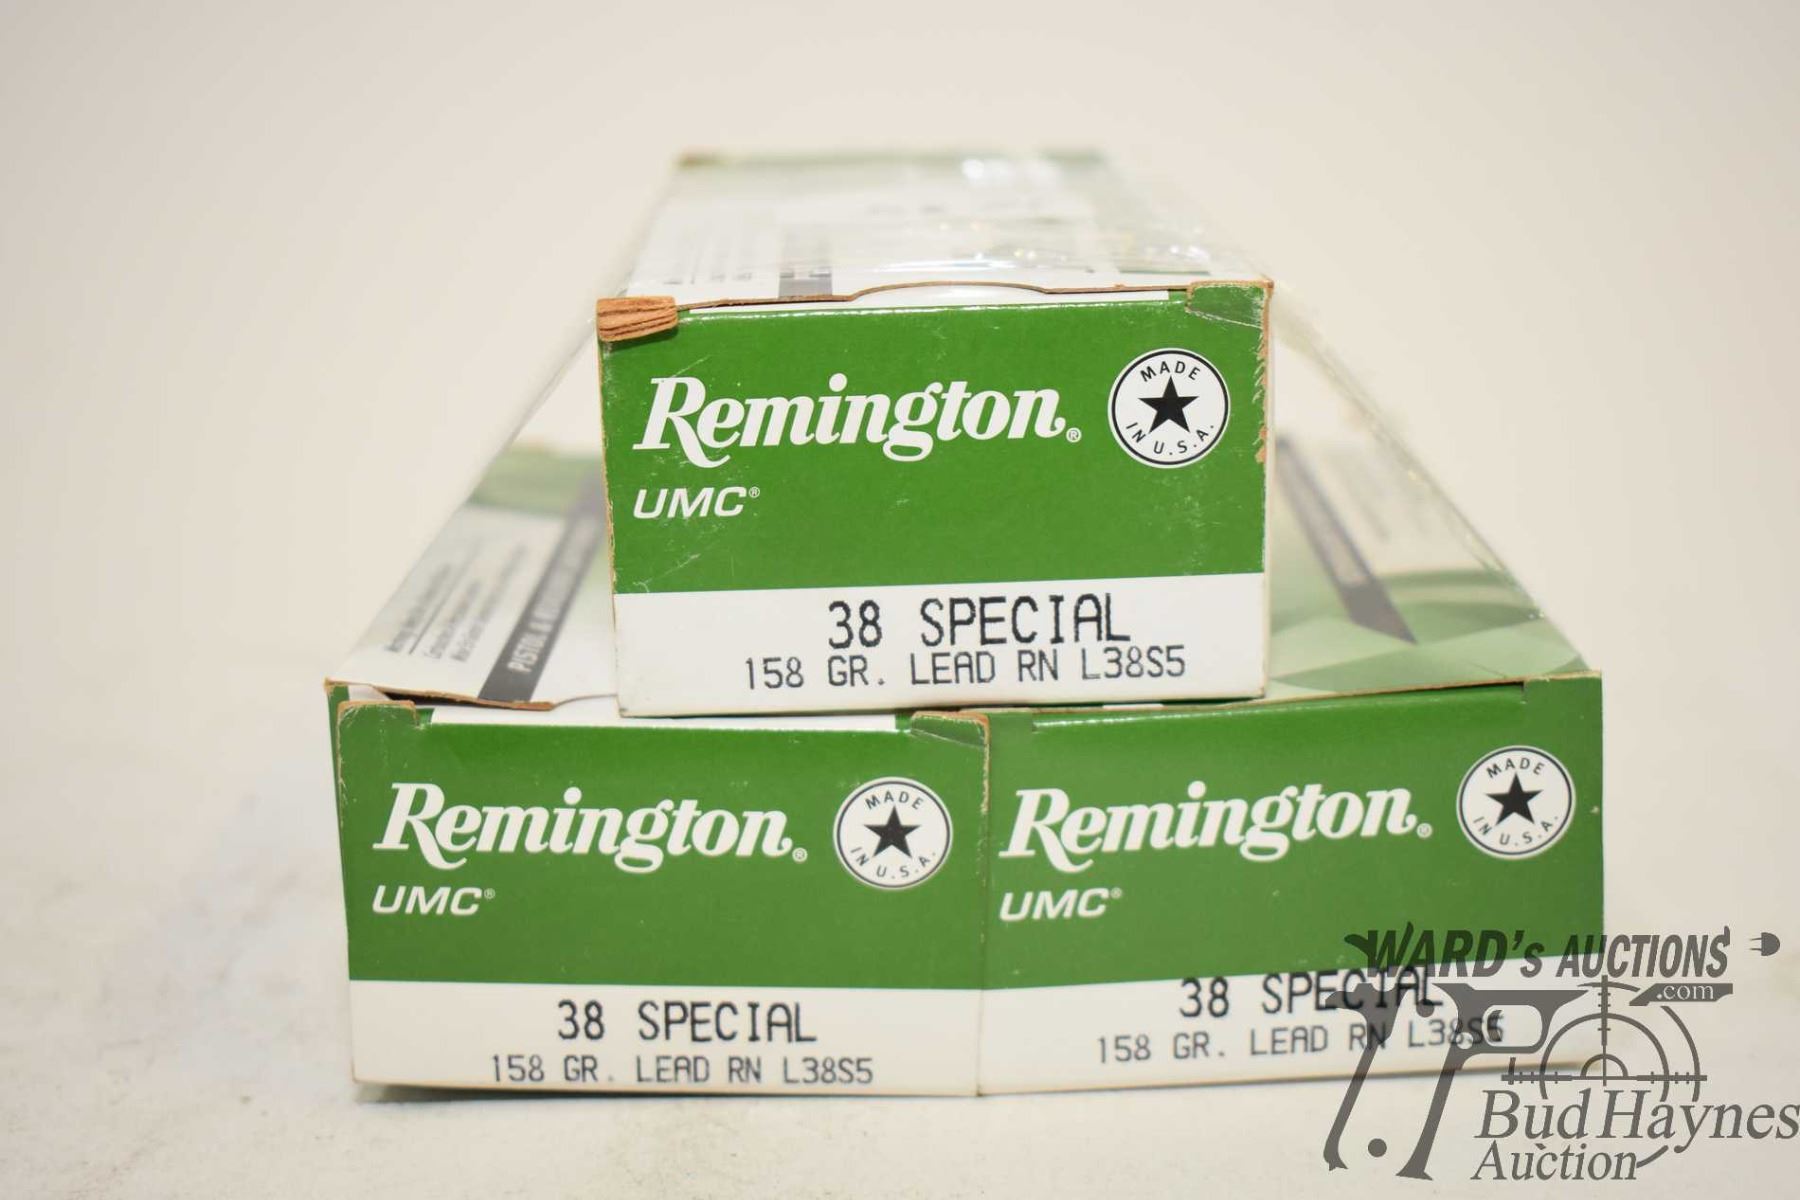 Remington®
MADE IN U.S.A.
UMC®
38 SPECIAL
158 GR. LEAD RN L38S5
PISTOL &
Remington®
MADE IN U.S.A.
UMC®
38 SPECIAL
158 GR. LEAD RN L38S5
Remington®
MADE IN U.S.A.
UMC®
38 SPECIAL
158 GR. LEAD RN L38S5
WARD's AUCTIONS
.com
Bud Haynes
Auction